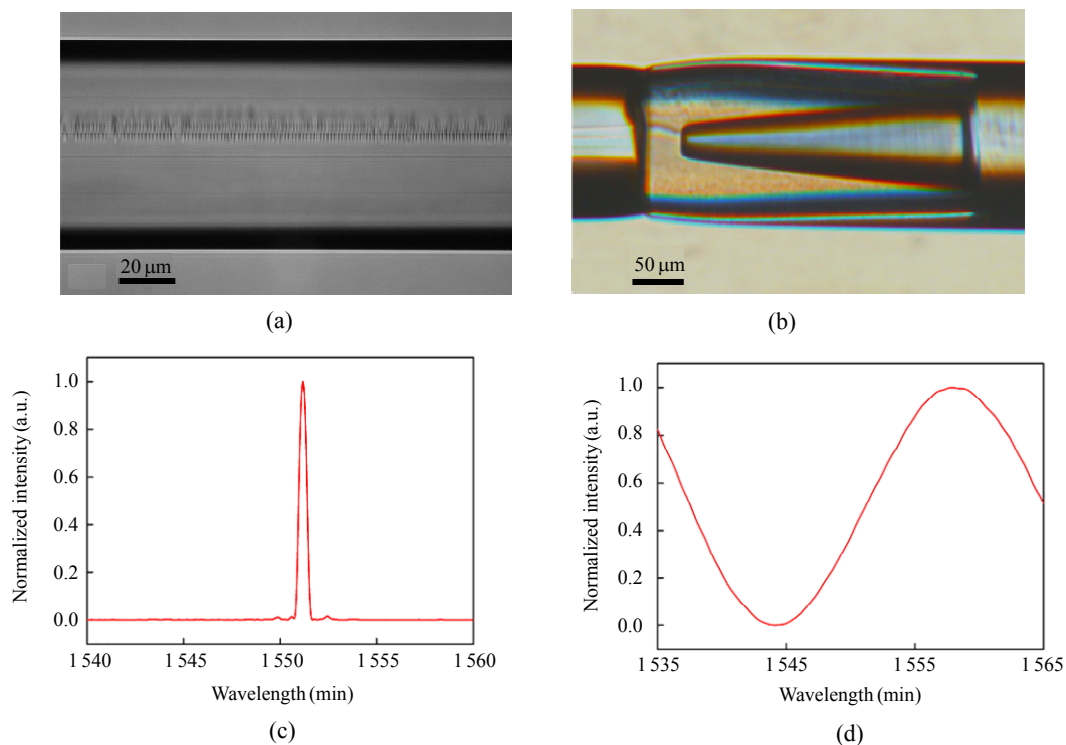 20 μm
50 μm
(a)
(b)
Normalized intensity (a.u.)
1.0
0.8
0.6
0.4
0.2
0.0
1 540
1 545
1 550
1 555
1 560
Wavelength (min)
(c)
Normalized intensity (a.u.)
1.0
0.8
0.6
0.4
0.2
0.0
1 535
1 545
1 555
1 565
Wavelength (min)
(d)